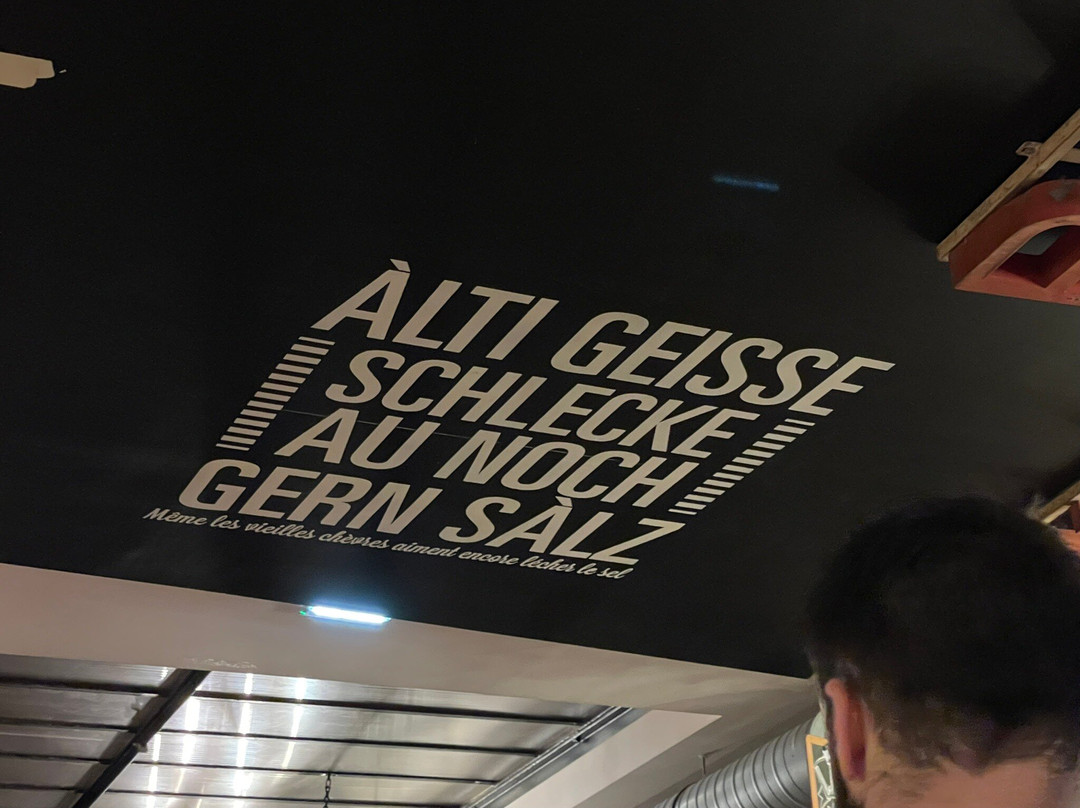 ÀLTI GEISSE
SCHLECKE
AU NOCH
GERN SÀLZ
Même les vieilles chèvres aiment encore lécher le sel